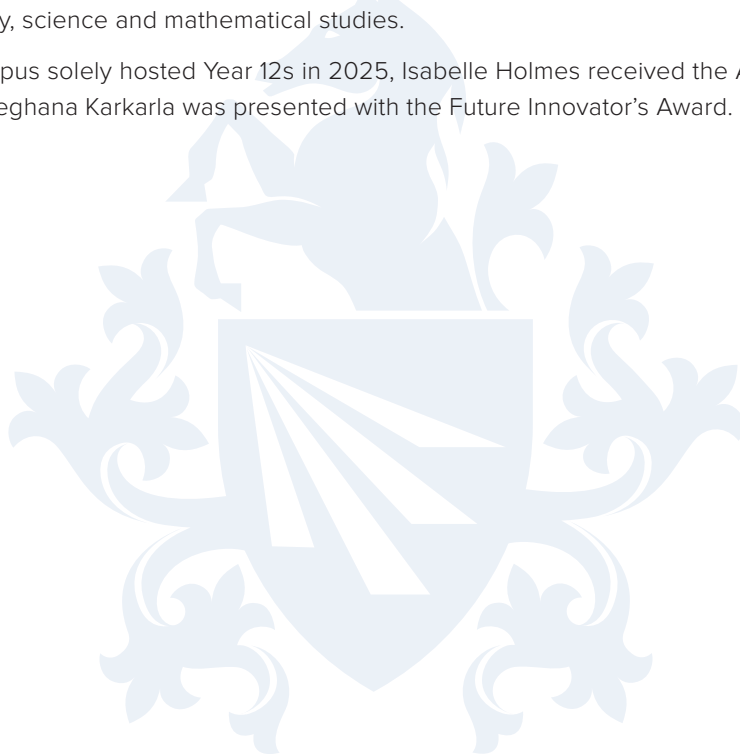 y, science and mathematical studies.
pus solely hosted Year 12s in 2025, Isabelle Holmes received the A
eghana Karkarla was presented with the Future Innovator’s Award.